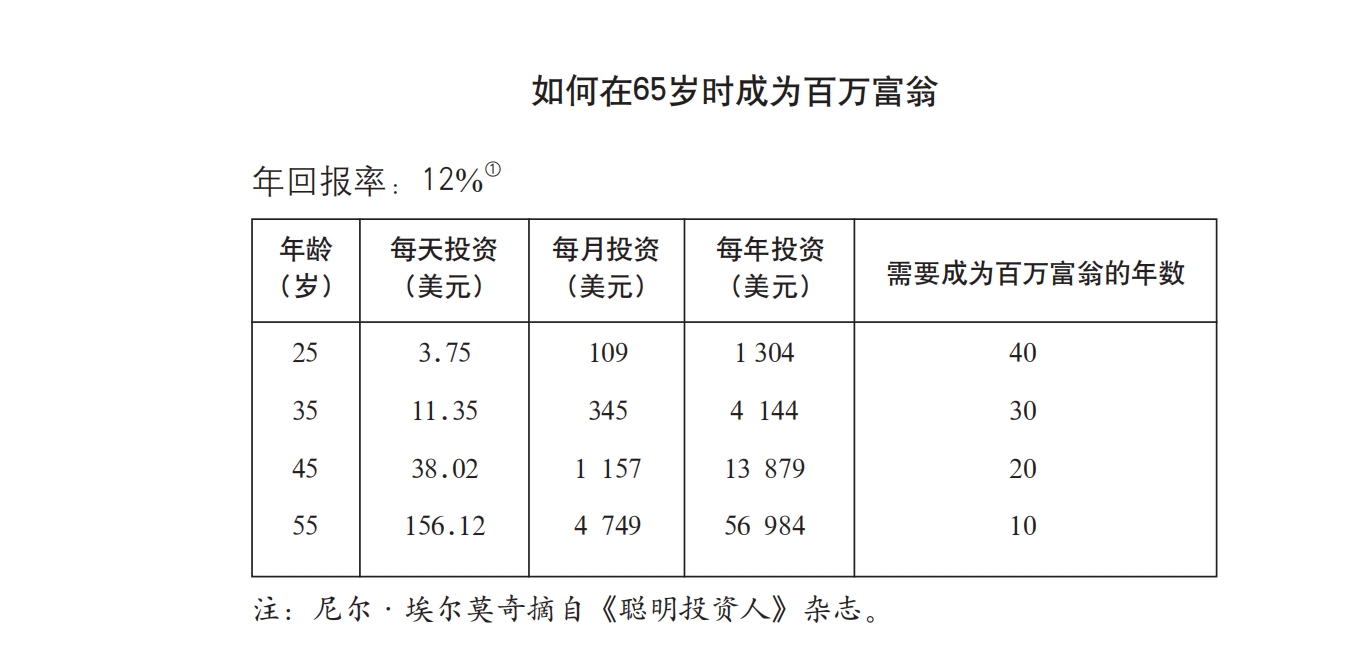 如何在65岁时成为百万富翁
年回报率：12%①
年龄（岁） 每天投资（美元） 每月投资（美元） 每年投资（美元） 需要成为百万富翁的年数
25 3.75 109 1 304 40
35 11.35 345 4 144 30
45 38.02 1 157 13 879 20
55 156.12 4 749 56 984 10
注：尼尔·埃尔莫奇摘自《聪明投资人》杂志。